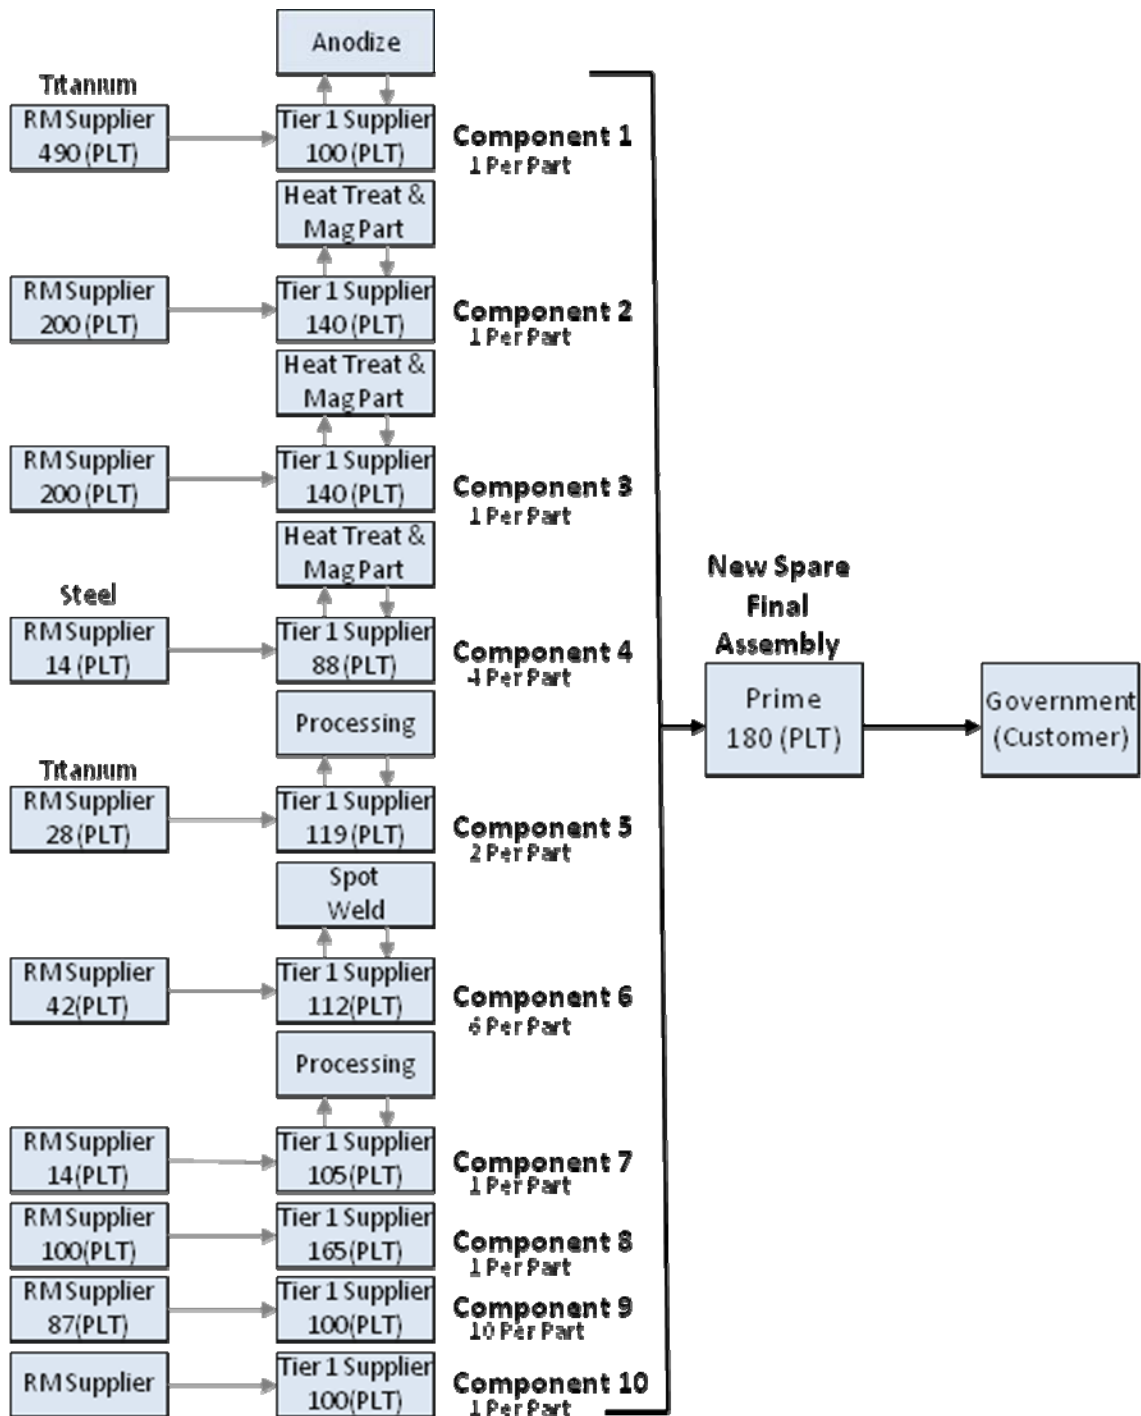 Anodize
Titanium
RM Supplier
490 (PLT)
Tier 1 Supplier
100 (PLT)
Component 1
1 Per Part
Heat Treat &
Mag Part
RM Supplier
200 (PLT)
Tier 1 Supplier
140 (PLT)
Component 2
1 Per Part
Heat Treat &
Mag Part
RM Supplier
200 (PLT)
Tier 1 Supplier
140 (PLT)
Component 3
1 Per Part
Heat Treat &
Mag Part
Steel
RM Supplier
14 (PLT)
Tier 1 Supplier
88 (PLT)
Component 4
4 Per Part
Processing
Titanium
RM Supplier
28 (PLT)
Tier 1 Supplier
119 (PLT)
Component 5
2 Per Part
Spot
Weld
RM Supplier
42(PLT)
Tier 1 Supplier
112(PLT)
Component 6
6 Per Part
Processing
RM Supplier
14(PLT)
Tier 1 Supplier
105(PLT)
Component 7
1 Per Part
RM Supplier
100(PLT)
Tier 1 Supplier
165(PLT)
Component 8
1 Per Part
RM Supplier
87(PLT)
Tier 1 Supplier
100(PLT)
Component 9
10 Per Part
RM Supplier
Tier 1 Supplier
100(PLT)
Component 10
1 Per Part
New Spare
Final
Assembly
Prime
180 (PLT)
Government
(Customer)